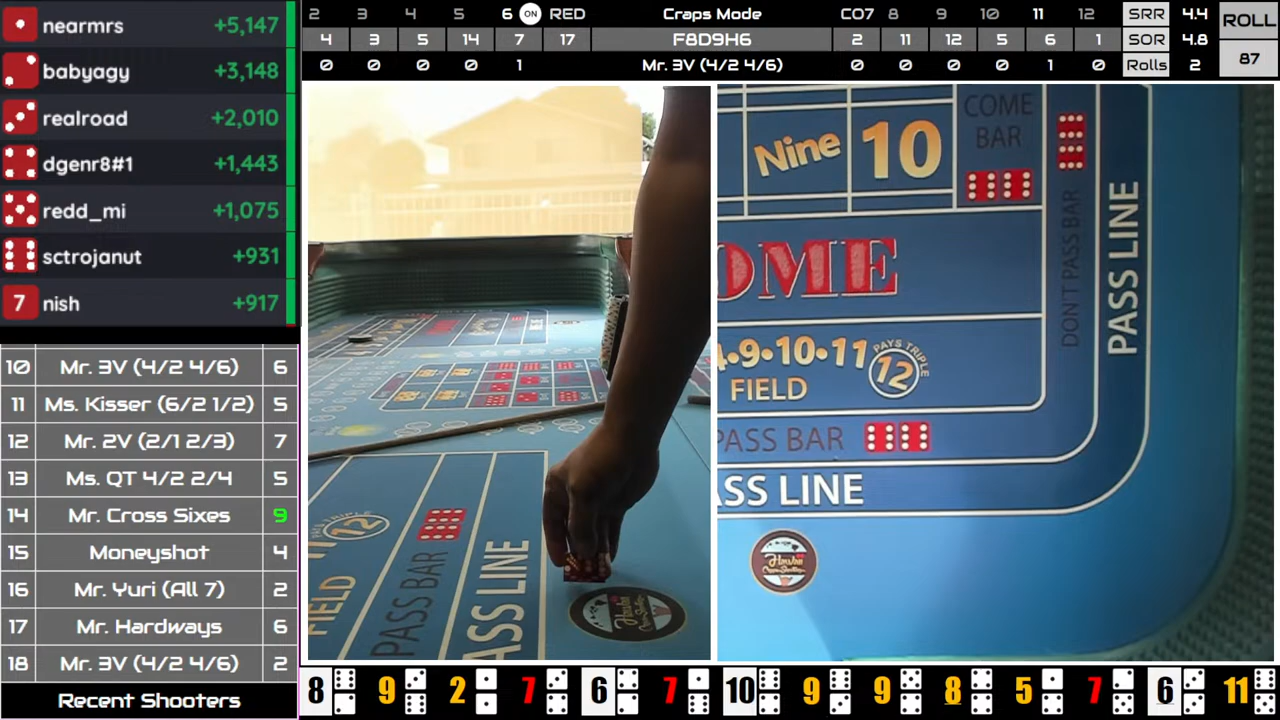 nearmrs +5,147
babyagy +3,148
realroad +2,010
dgenr8#1 +1,443
redd_mi +1,075
sctrojanut +931
7 nish +917
10 Mr. 3V (4/2 4/6) 6
11 Ms. Kisser (6/2 1/2) 5
12 Mr. 2V (2/1 2/3) 7
13 Ms. QT 4/2 2/4 5
14 Mr. Cross Sixes 9
15 Moneyshot 4
16 Mr. Yuri (All 7) 2
17 Mr. Hardways 6
18 Mr. 3V (4/2 4/6) 2
Recent Shooters
2 3 4 5 6 ON RED Craps Mode CO7 8 9 10 11 12 SRR 4.4 ROLL
4 3 5 14 7 17 F8D9H6 2 11 12 5 6 1 SOR 4.8
0 0 0 0 1 Mr. 3V (4/2 4/6) 0 0 0 0 1 0 Rolls 2 87
12
FIELD
PASS BAR
ASS LINE
Nine 10
COME
BAR
OME
DON'T PASS BAR
PASS LINE
4•9•10•11
PAYS TRIPLE
12
FIELD
PASS BAR
ASS LINE
8 9 2 7 6 7 10 9 9 8 5 7 6 11